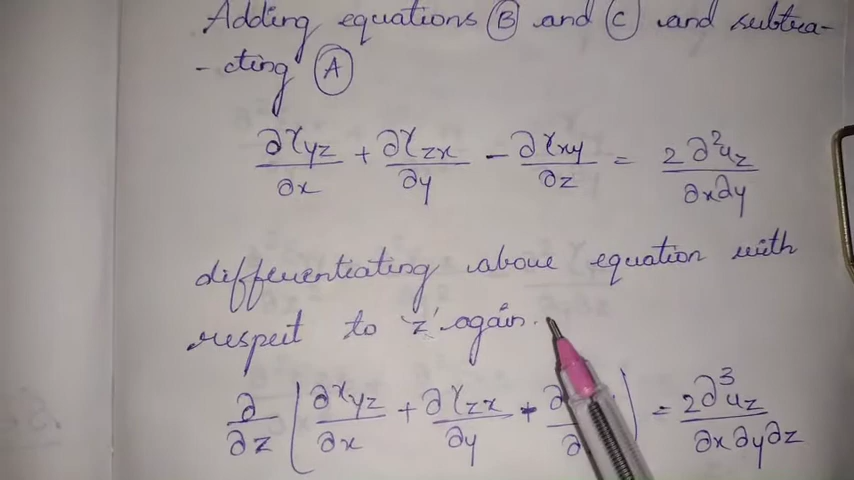 Adding equations Ⓑ and Ⓒ and subtra-
-cting Ⓐ
∂γyz/∂x + ∂γzx/∂y - ∂γxy/∂z = 2∂²uz/∂x∂y
differentiating above equation with
respect to 'z' again.
∂/∂z (∂γyz/∂x + ∂γzx/∂y - ∂ /∂ ) = 2∂³uz/∂x∂y∂z